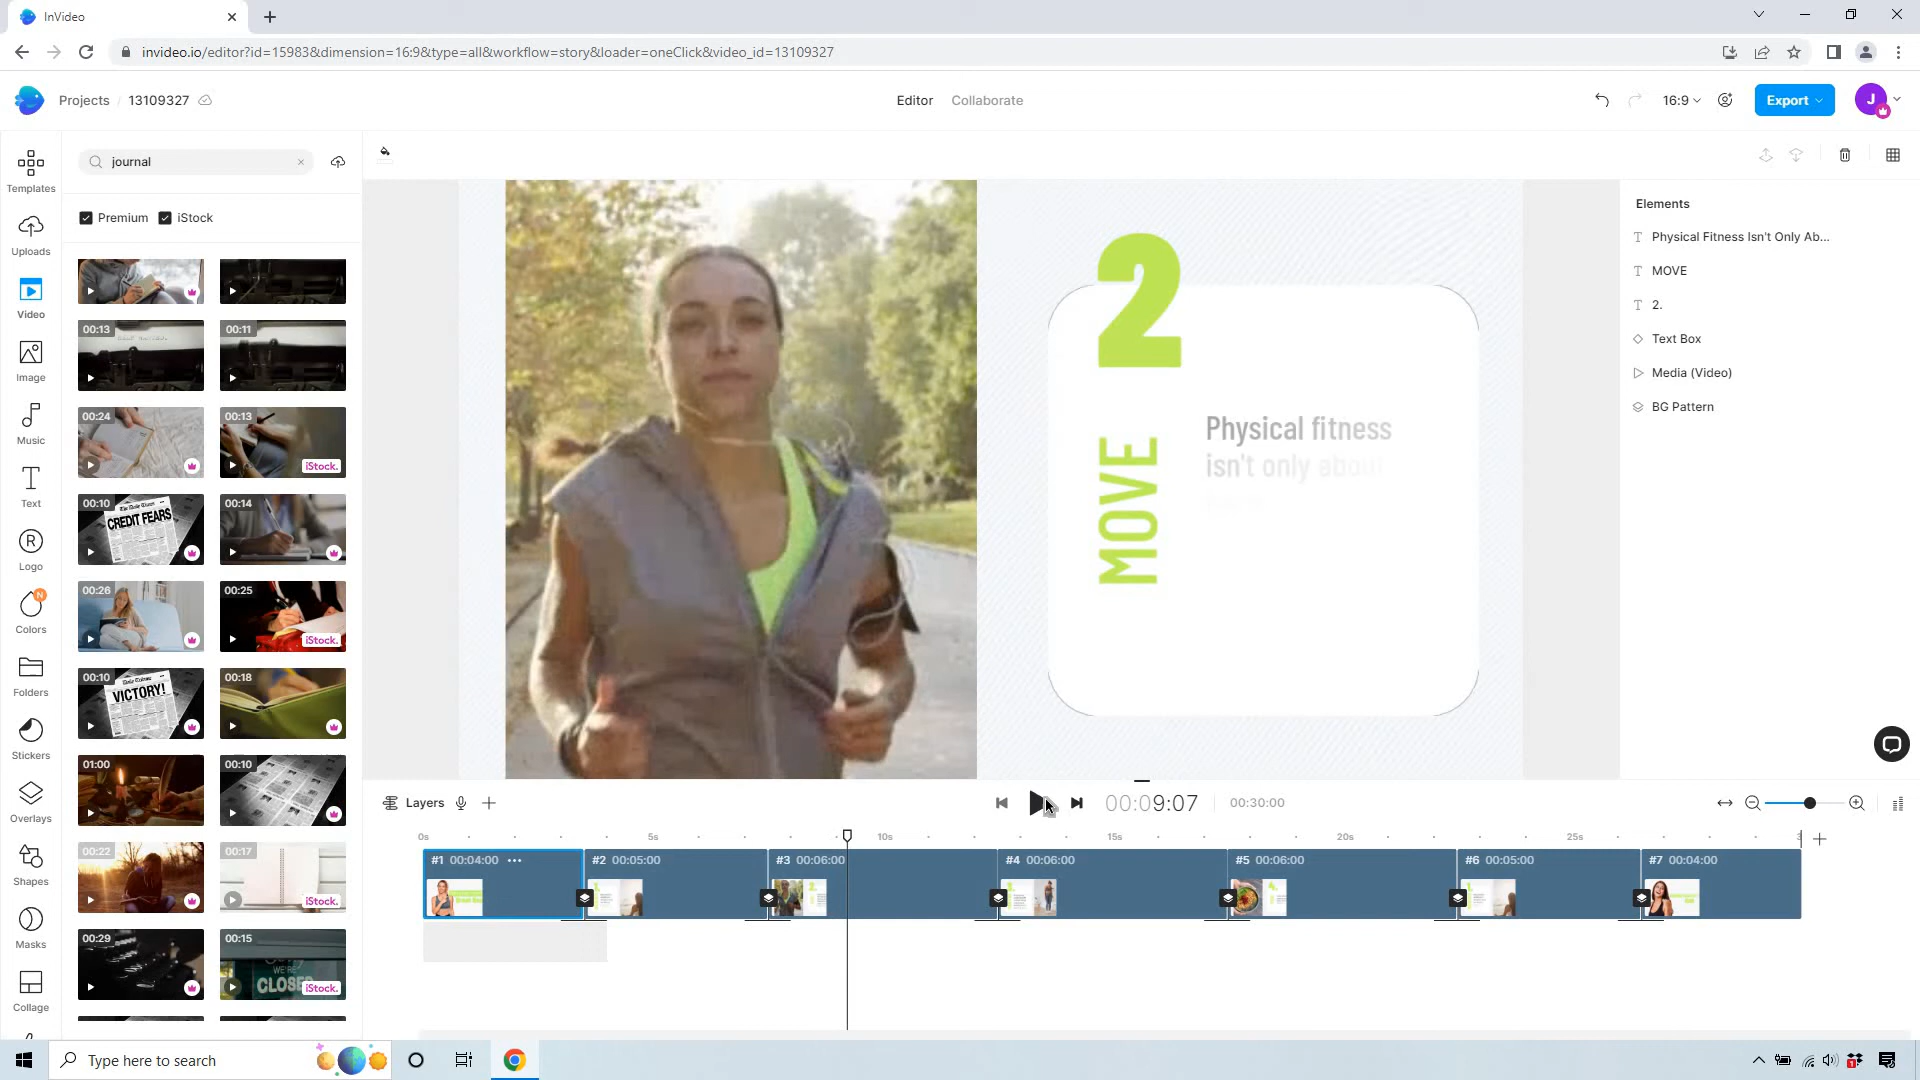 InVideo
invideo.io/editor?id=15983&dimension=16:9&type=all&workflow=story&loader=oneClick&video_id=13109327
Projects / 13109327
Editor
Collaborate
16:9
Export
J
Templates
Uploads
Video
Image
Music
Text
Logo
N
Colors
Folders
Stickers
Overlays
Shapes
Masks
Collage
journal
Premium
iStock
00:13
00:11
00:24
00:13
iStock.
00:10
CREDIT FEARS
00:14
00:26
00:25
iStock.
00:10
VICTORY!
00:18
01:00
00:10
00:22
00:17
iStock.
00:29
00:15
WE'RE
CLOSED
iStock.
2
MOVE
Physical fitness
isn't only about
Elements
Physical Fitness Isn't Only Ab...
MOVE
2.
Text Box
Media (Video)
BG Pattern
Layers
00:09:07
00:30:00
0s
5s
10s
15s
20s
25s
#1 00:04:00
#2 00:05:00
#3 00:06:00
#4 00:06:00
#5 00:06:00
#6 00:05:00
#7 00:04:00
Type here to search
1